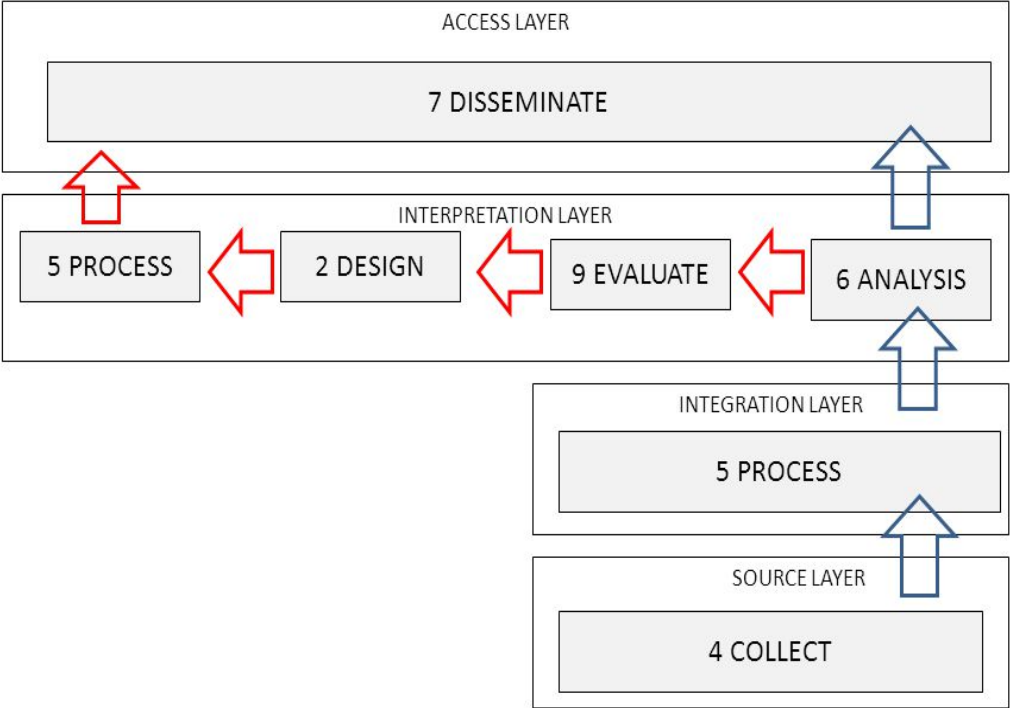 ACCESS LAYER
7 DISSEMINATE
INTERPRETATION LAYER
5 PROCESS
2 DESIGN
9 EVALUATE
6 ANALYSIS
INTEGRATION LAYER
5 PROCESS
SOURCE LAYER
4 COLLECT